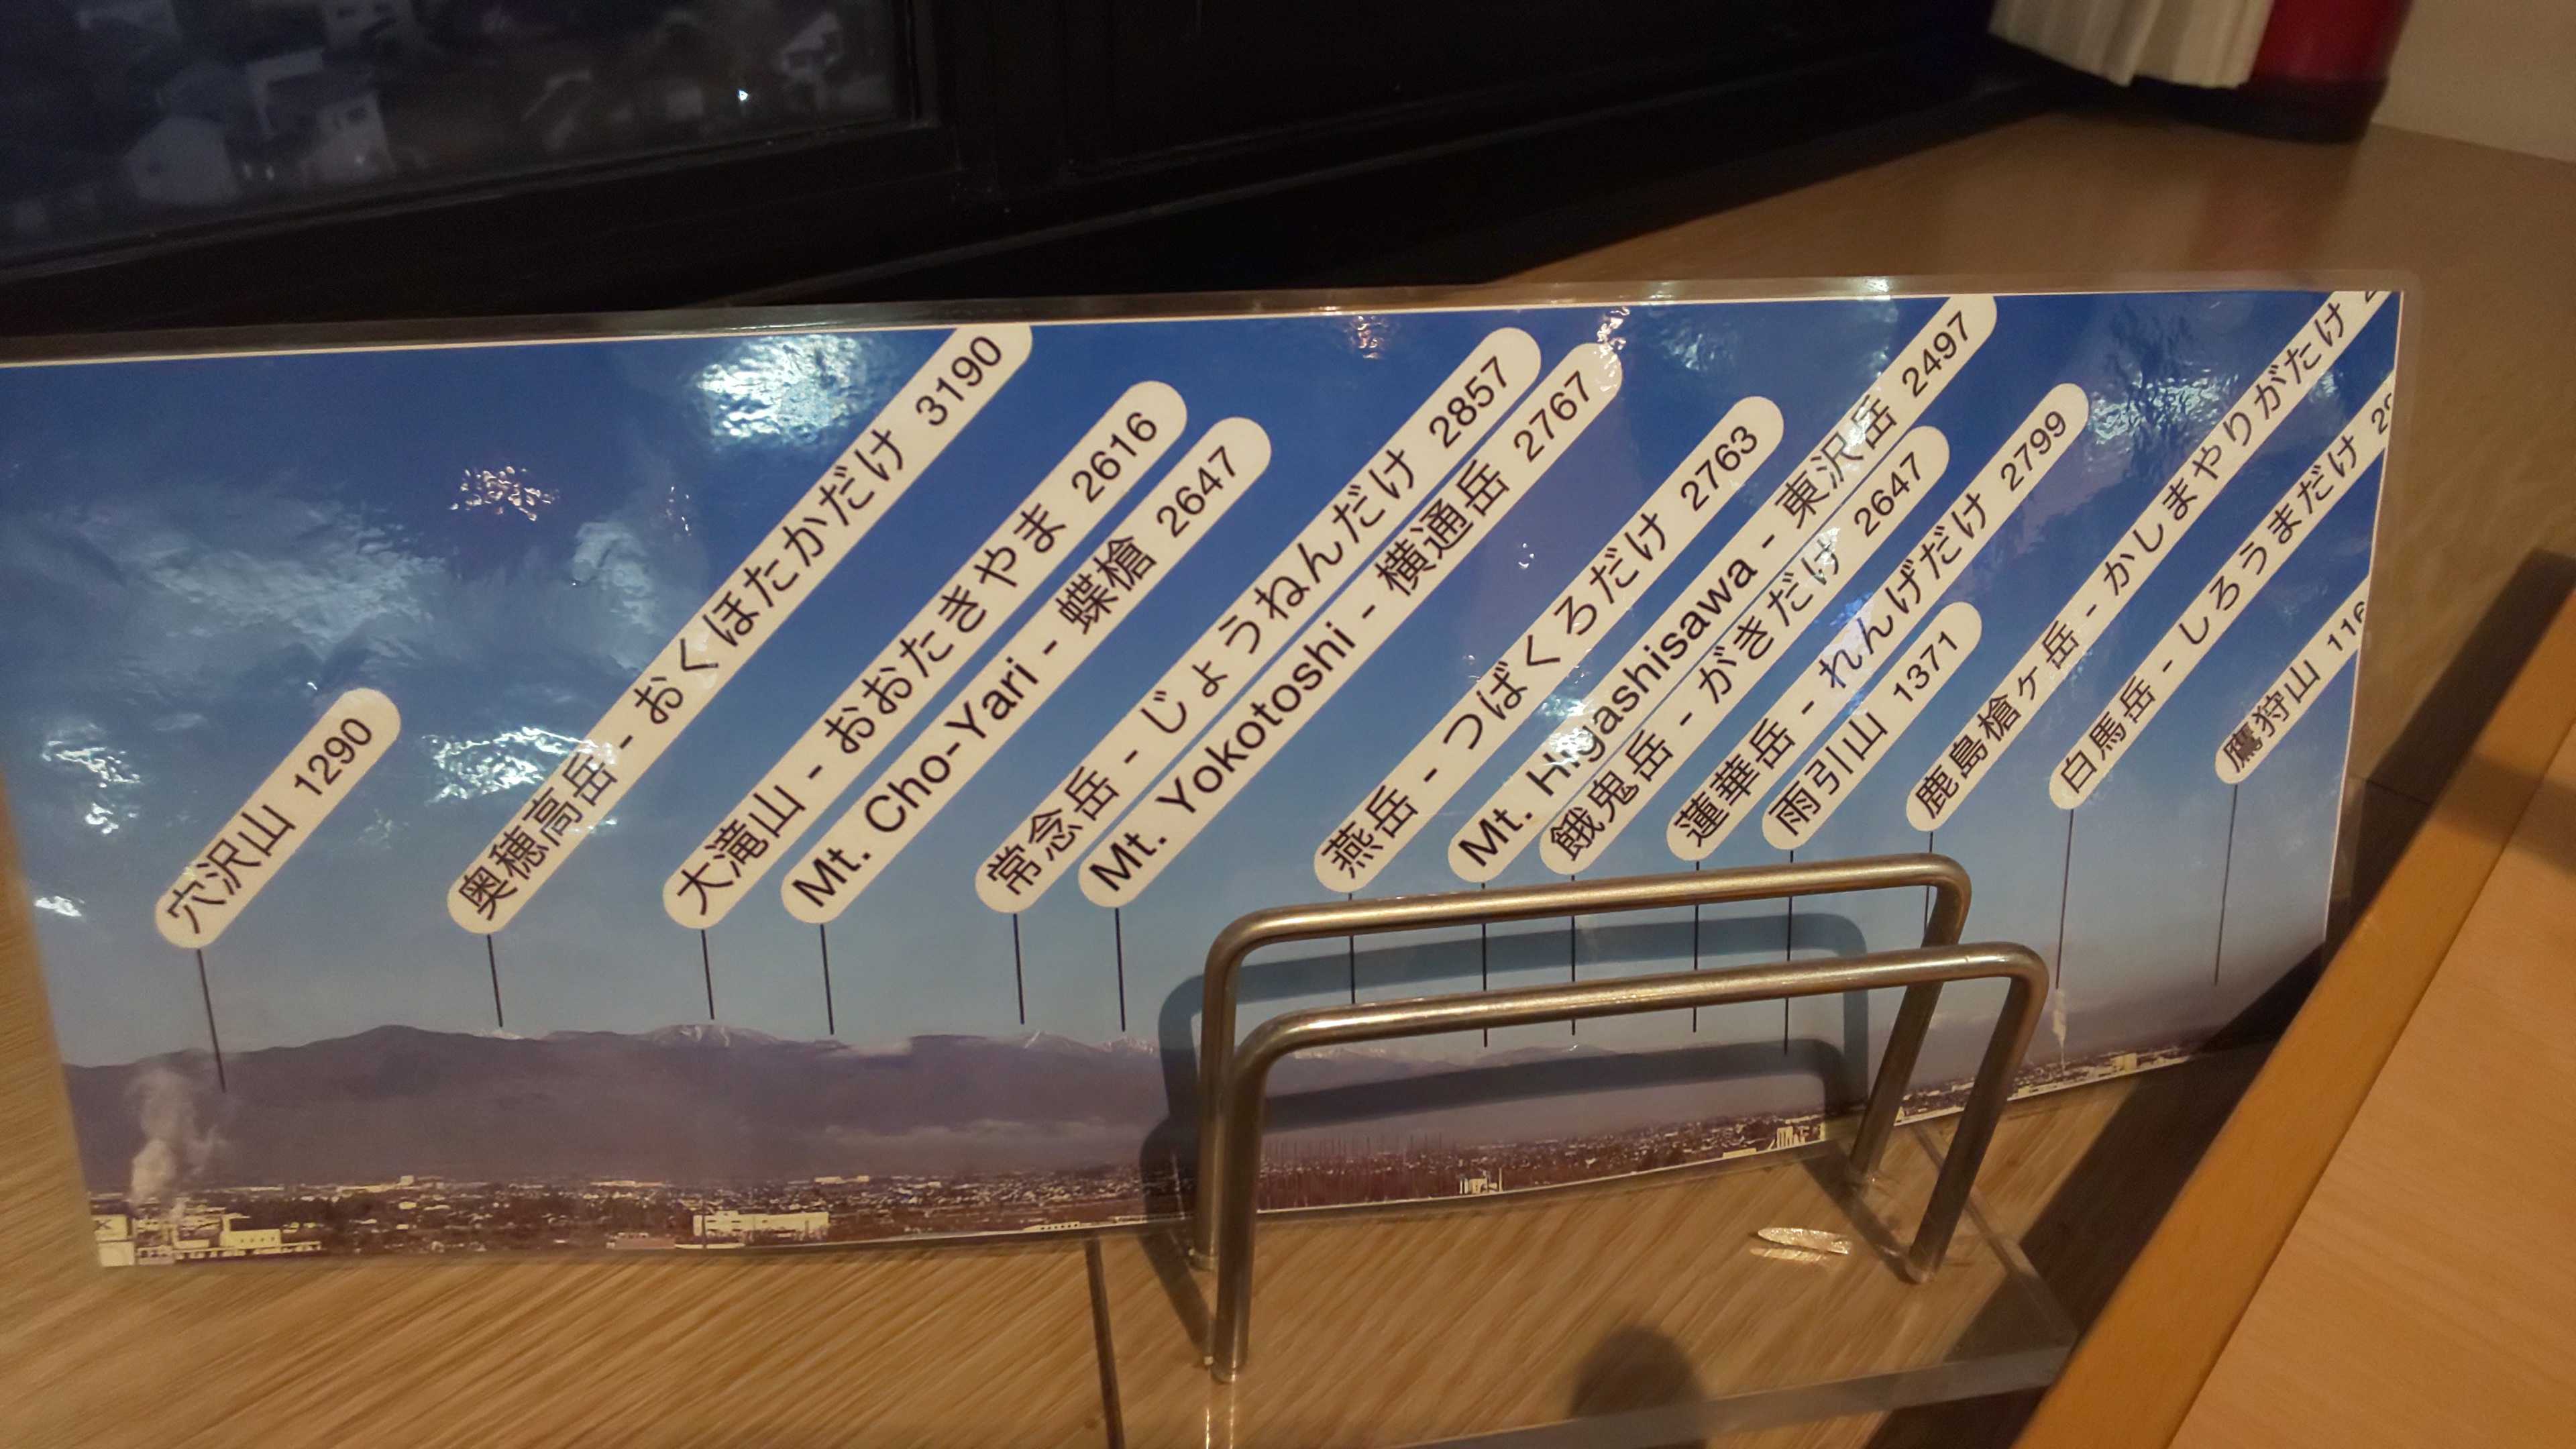 穴沢山 1290
奥穂高岳 - おくほたかだけ 3190
大滝山 - おおたきやま 2616
Mt. Cho-Yari - 蝶槍 2647
常念岳 - じょうねんだけ 2857
Mt. Yokotoshi - 横通岳 2767
燕岳 - つばくろだけ 2763
Mt. Higashisawa - 東沢岳 2497
餓鬼岳 - がきだけ 2647
蓮華岳 - れんげだけ 2799
雨引山 1371
鹿島槍ヶ岳 - かしまやりがたけ 2
白馬岳 - しろうまだけ 29
鷹狩山 116